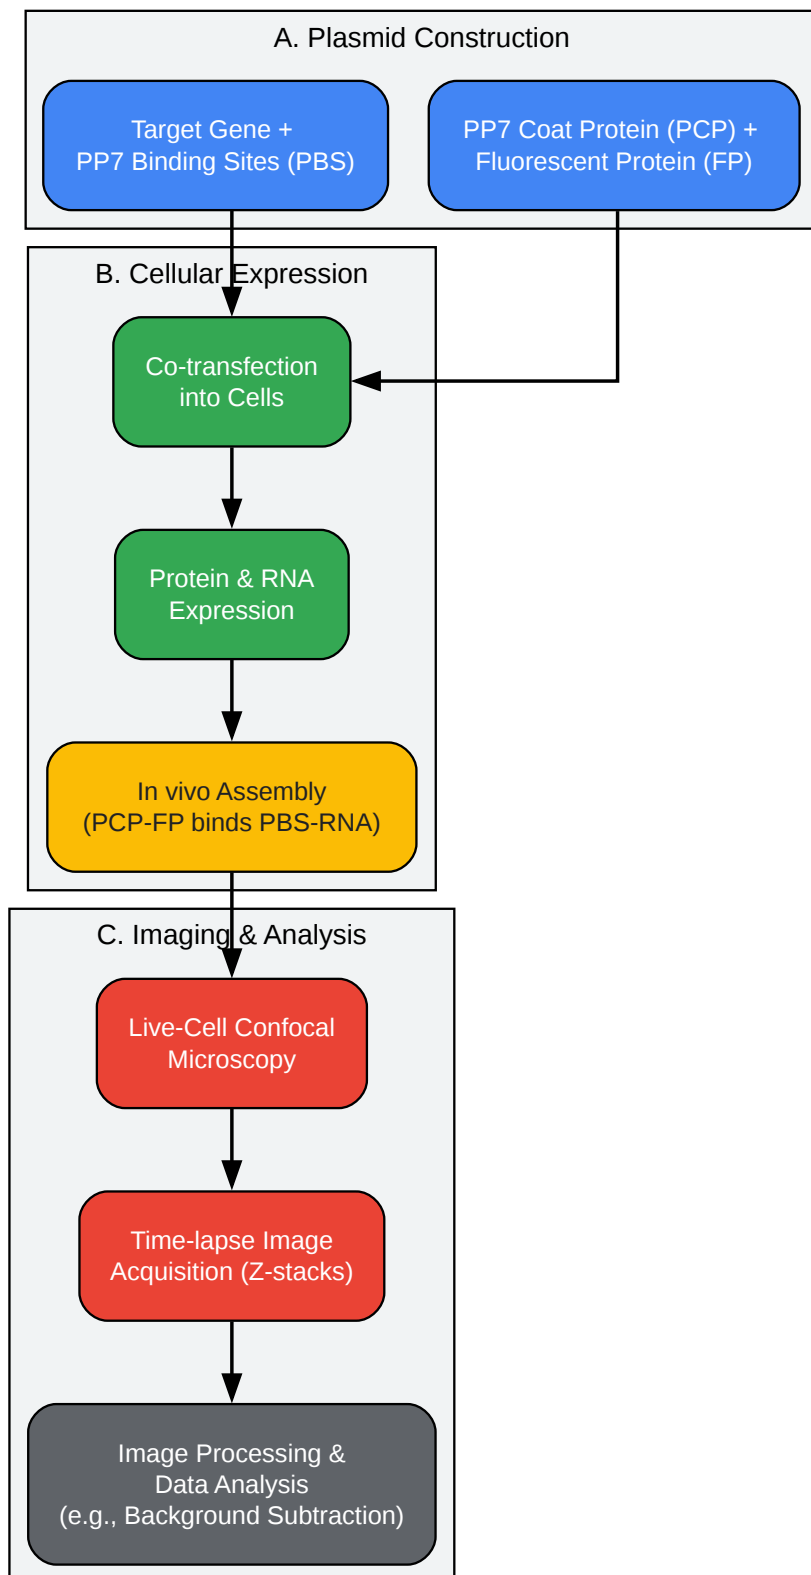 A. Plasmid Construction
Target Gene +
PP7 Binding Sites (PBS)
PP7 Coat Protein (PCP) +
Fluorescent Protein (FP)
B. Cellular Expression
Co-transfection
into Cells
Protein & RNA
Expression
In vivo Assembly
(PCP-FP binds PBS-RNA)
C. Imaging & Analysis
Live-Cell Confocal
Microscopy
Time-lapse Image
Acquisition (Z-stacks)
Image Processing &
Data Analysis
(e.g., Background Subtraction)